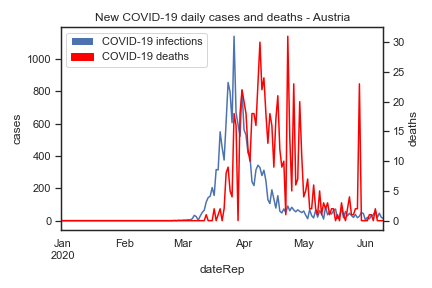 New COVID-19 daily cases and deaths - Austria
COVID-19 infections
COVID-19 deaths
cases
1000
800
600
400
200
0
deaths
30
25
20
15
10
5
0
Jan Feb Mar Apr May Jun
2020
dateRep